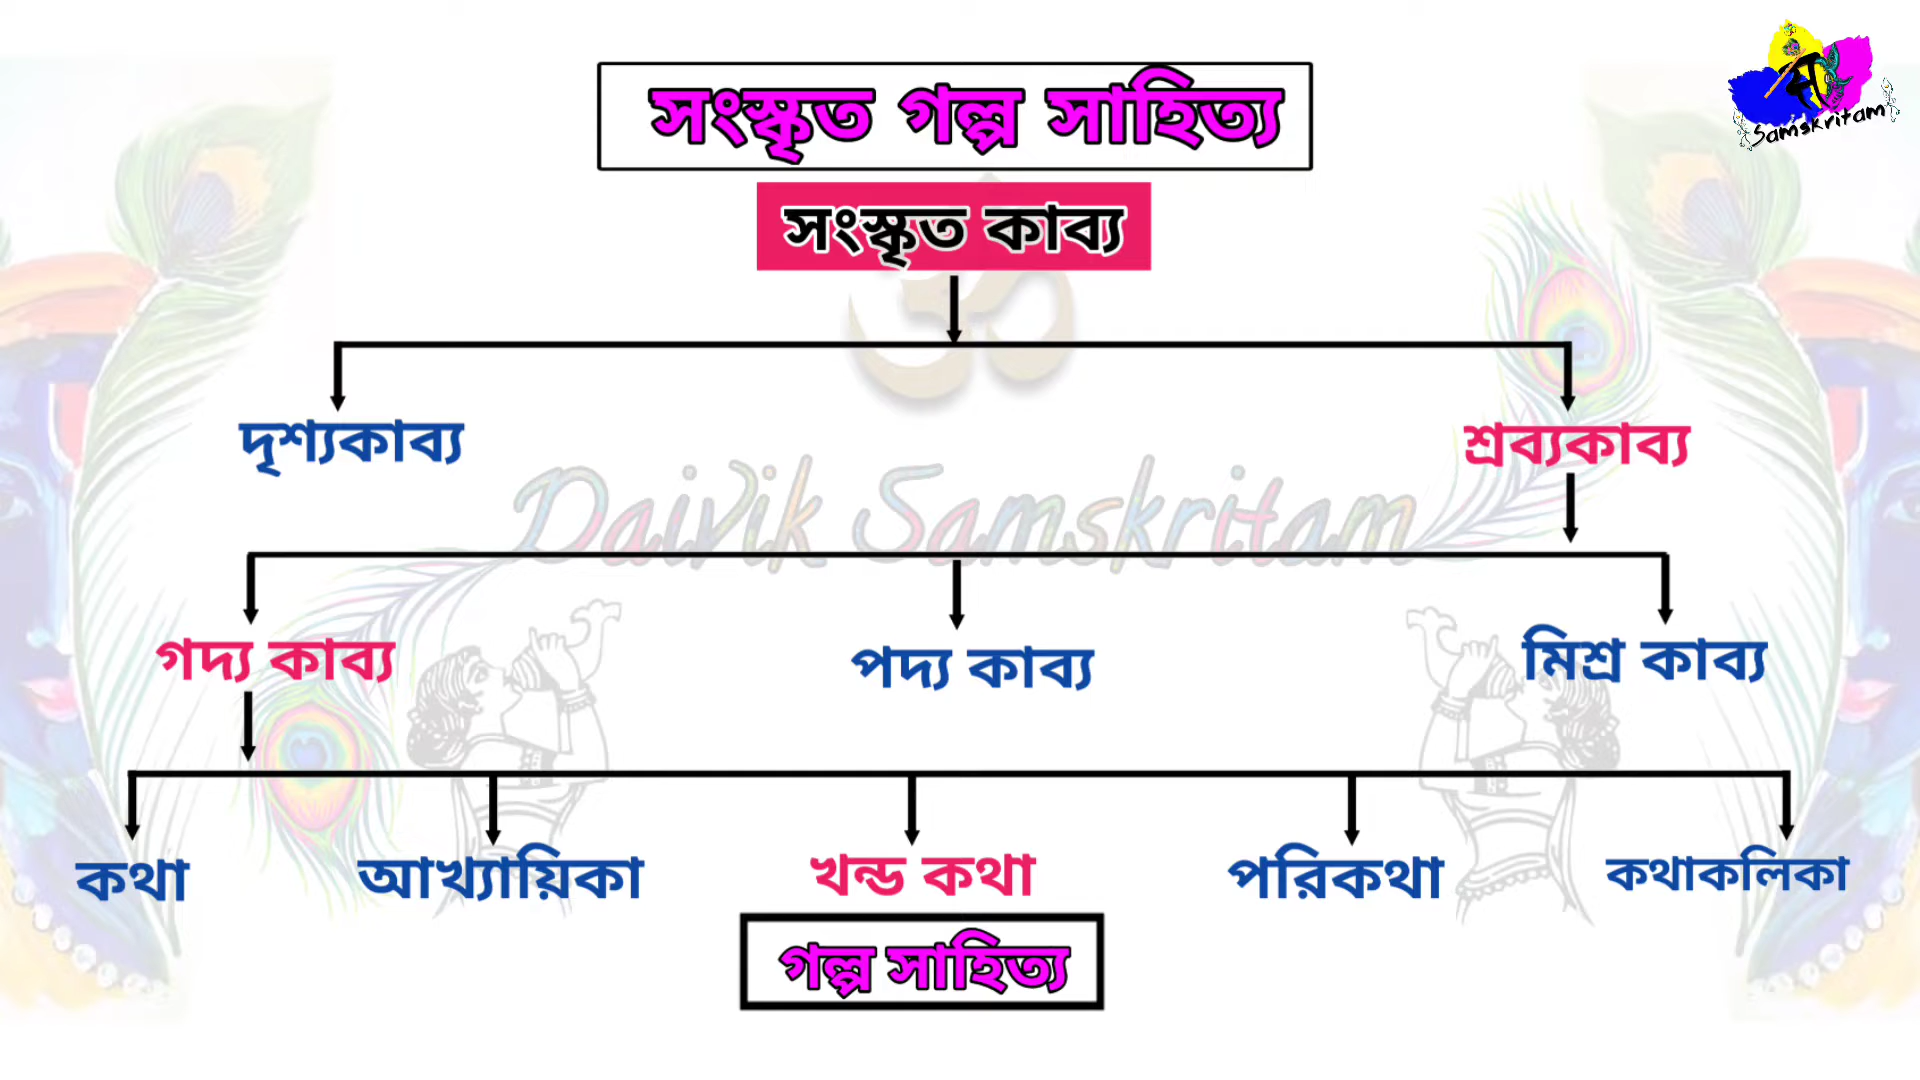 সংস্কৃত গল্প সাহিত্য
Samskritam
সংস্কৃত কাব্য
দৃশ্যকাব্য
শ্রব্যকাব্য
Daivik Samskritam
গদ্য কাব্য
পদ্য কাব্য
মিশ্র কাব্য
কথা
আখ্যায়িকা
খন্ড কথা
পরিকথা
কথাকলিকা
গল্প সাহিত্য